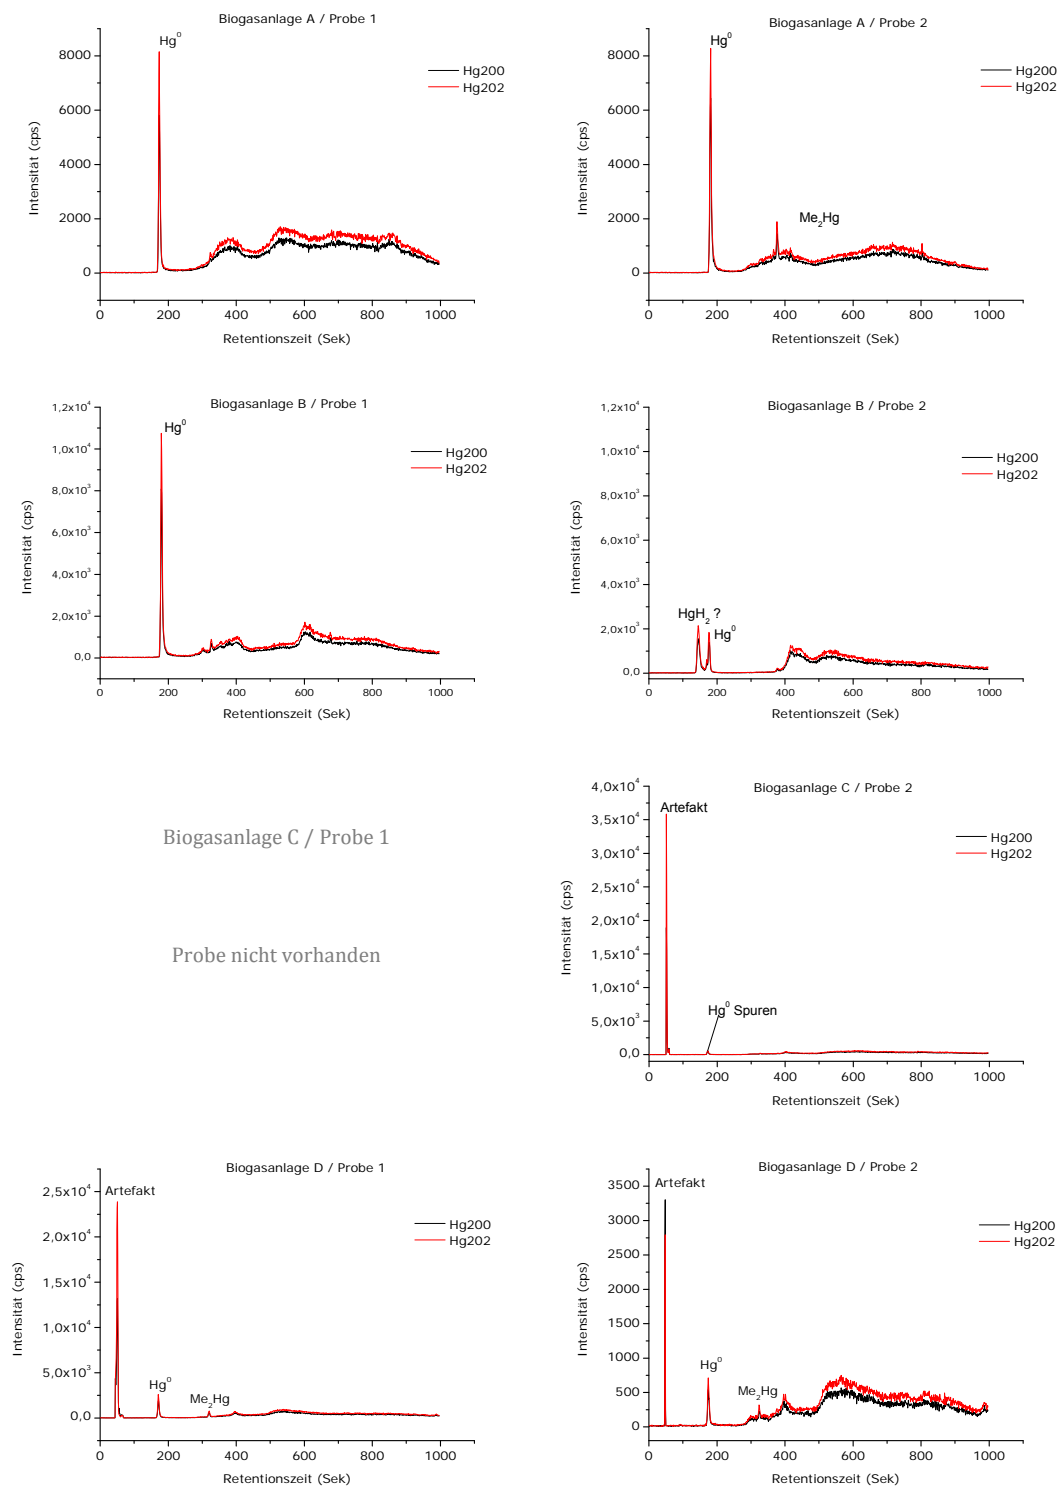 Biogasanlage A / Probe 1
Hg⁰
Hg200
Hg202
8000
6000
4000
2000
0
Intensität (cps)
0 200 400 600 800 1000
Retentionszeit (Sek)
Biogasanlage A / Probe 2
Hg⁰
Hg200
Hg202
8000
6000
4000
2000
0
Me₂Hg
Intensität (cps)
0 200 400 600 800 1000
Retentionszeit (Sek)
Biogasanlage B / Probe 1
1,2x10⁴
1,0x10⁴
8,0x10³
6,0x10³
4,0x10³
2,0x10³
0,0
Hg⁰
Hg200
Hg202
Intensität (cps)
0 200 400 600 800 1000
Retentionszeit (Sek)
Biogasanlage B / Probe 2
1,2x10⁴
1,0x10⁴
8,0x10³
6,0x10³
4,0x10³
2,0x10³
0,0
Hg200
Hg202
HgH₂ ?
Hg⁰
Intensität (cps)
0 200 400 600 800 1000
Retentionszeit (Sek)
Biogasanlage C / Probe 1
Probe nicht vorhanden
Biogasanlage C / Probe 2
4,0x10⁴
3,5x10⁴
3,0x10⁴
2,5x10⁴
2,0x10⁴
1,5x10⁴
1,0x10⁴
5,0x10³
0,0
Artefakt
Hg200
Hg202
Hg⁰ Spuren
Intensität (cps)
0 200 400 600 800 1000
Retentionszeit (Sek)
Biogasanlage D / Probe 1
2,5x10⁴
2,0x10⁴
1,5x10⁴
1,0x10⁴
5,0x10³
0,0
Artefakt
Hg200
Hg202
Hg⁰
Me₂Hg
Intensität (cps)
0 200 400 600 800 1000
Retentionszeit (Sek)
Biogasanlage D / Probe 2
3500
3000
2500
2000
1500
1000
500
0
Artefakt
Hg200
Hg202
Hg⁰
Me₂Hg
Intensität (cps)
0 200 400 600 800 1000
Retentionszeit (Sek)